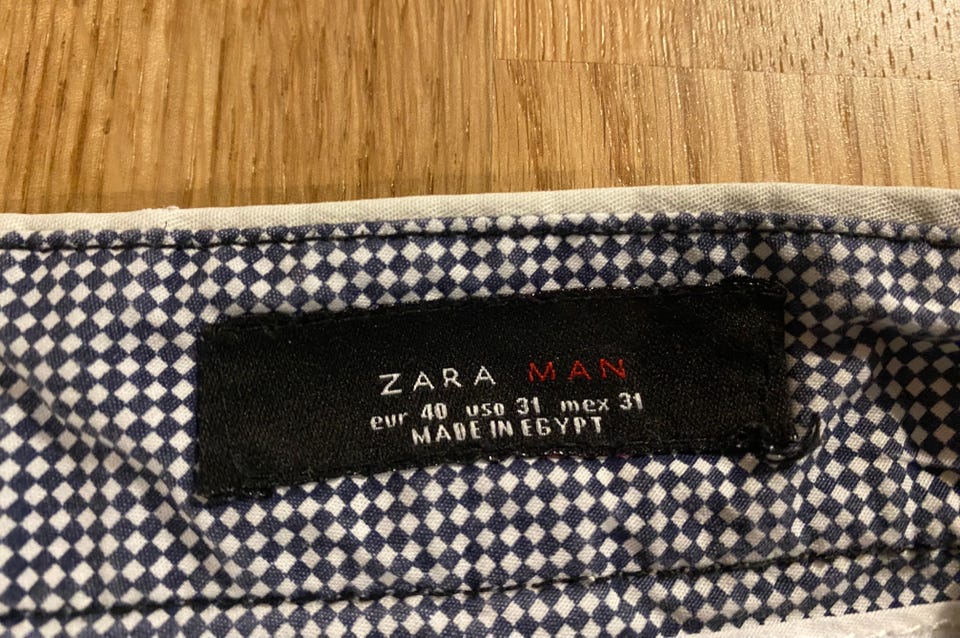 ZARA MAN
eur 40 usa 31 mex 31
MADE IN EGYPT